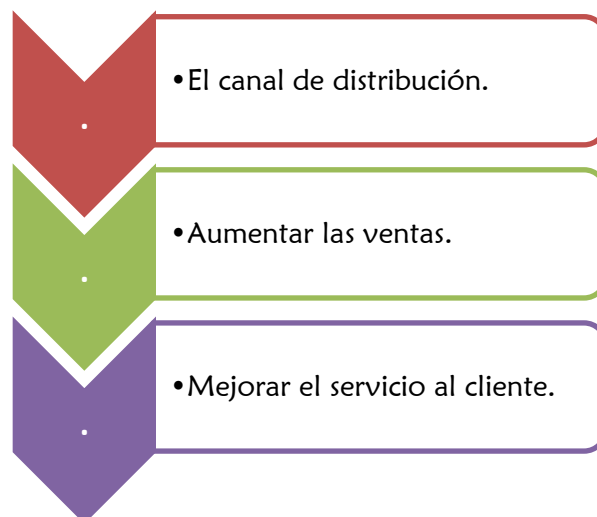 •El canal de distribución.
•Aumentar las ventas.
•Mejorar el servicio al cliente.